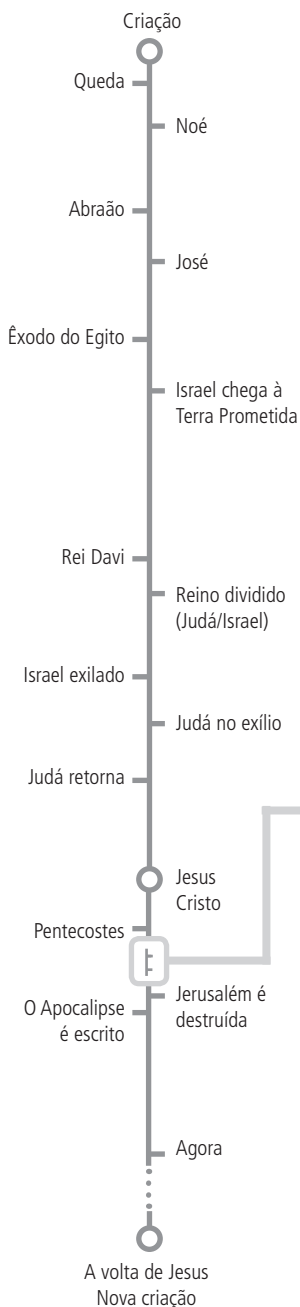 Criação
Queda
Noé
Abraão
José
Êxodo do Egito
Israel chega à
Terra Prometida
Rei Davi
Reino dividido
(Judá/Israel)
Israel exilado
Judá no exílio
Judá retorna
Jesus
Cristo
Pentecostes
Jerusalém é
destruída
O Apocalipse
é escrito
Agora
A volta de Jesus
Nova criação